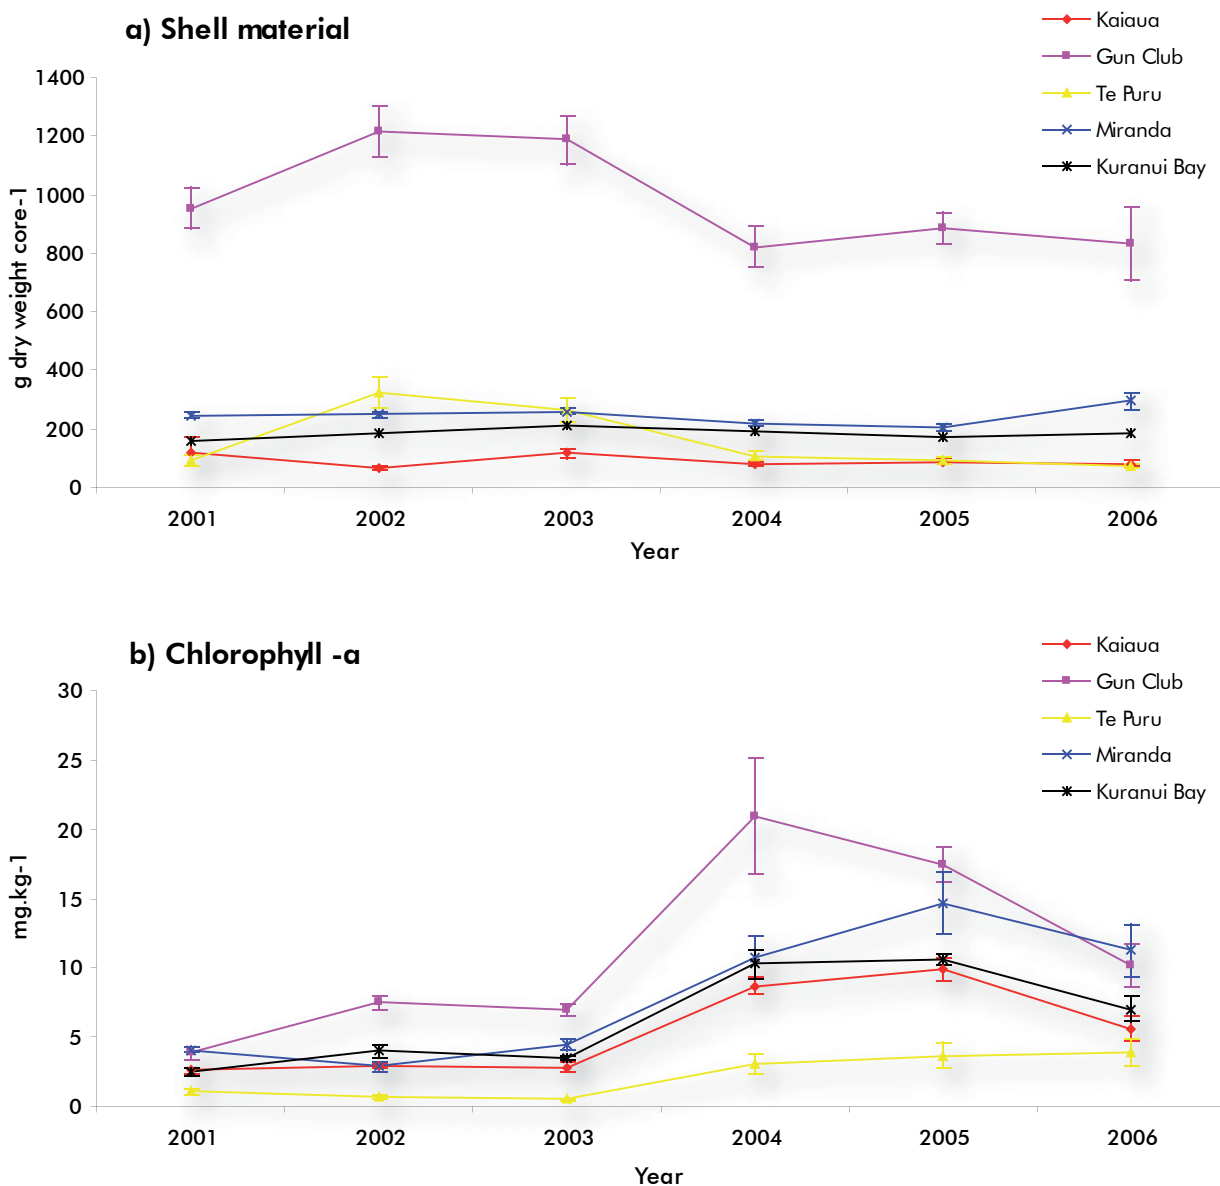 a) Shell material
Kaiaua
Gun Club
Te Puru
Miranda
Kuranui Bay
1400
1200
1000
800
600
400
200
0
g dry weight core-1
2001 2002 2003 2004 2005 2006
Year
b) Chlorophyll -a
Kaiaua
Gun Club
Te Puru
Miranda
Kuranui Bay
30
25
20
15
10
5
0
mg.kg-1
2001 2002 2003 2004 2005 2006
Year